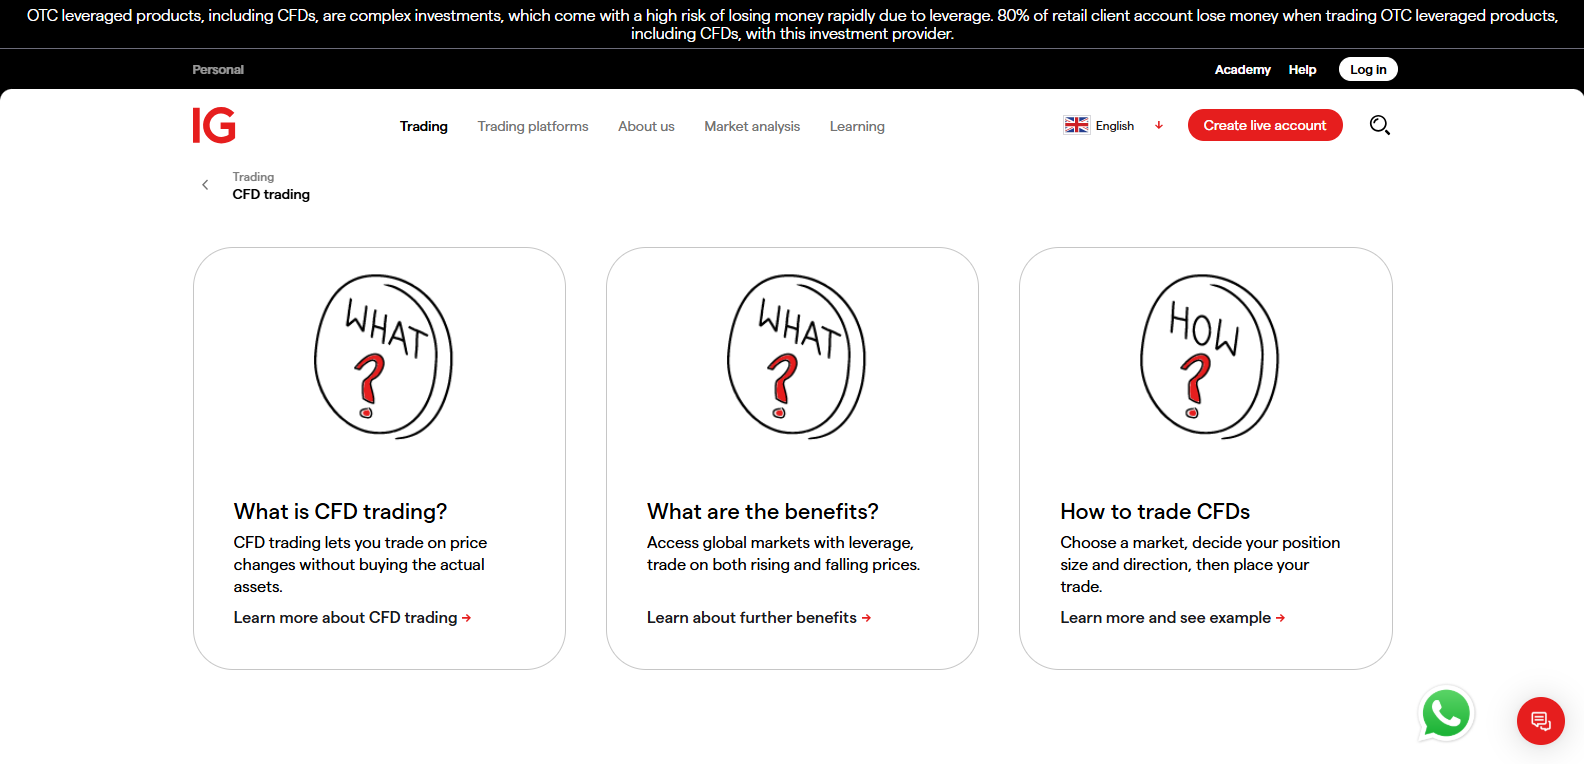 OTC leveraged products, including CFDs, are complex investments, which come with a high risk of losing money rapidly due to leverage. 80% of retail client account lose money when trading OTC leveraged products,
including CFDs, with this investment provider.
Personal
Academy
Help
Log in
IG
Trading
Trading platforms
About us
Market analysis
Learning
English
Create live account
Trading
CFD trading
WHAT
?
WHAT
?
HOW
?
What is CFD trading?
CFD trading lets you trade on price
changes without buying the actual
assets.
Learn more about CFD trading →
What are the benefits?
Access global markets with leverage,
trade on both rising and falling prices.
Learn about further benefits →
How to trade CFDs
Choose a market, decide your position
size and direction, then place your
trade.
Learn more and see example →